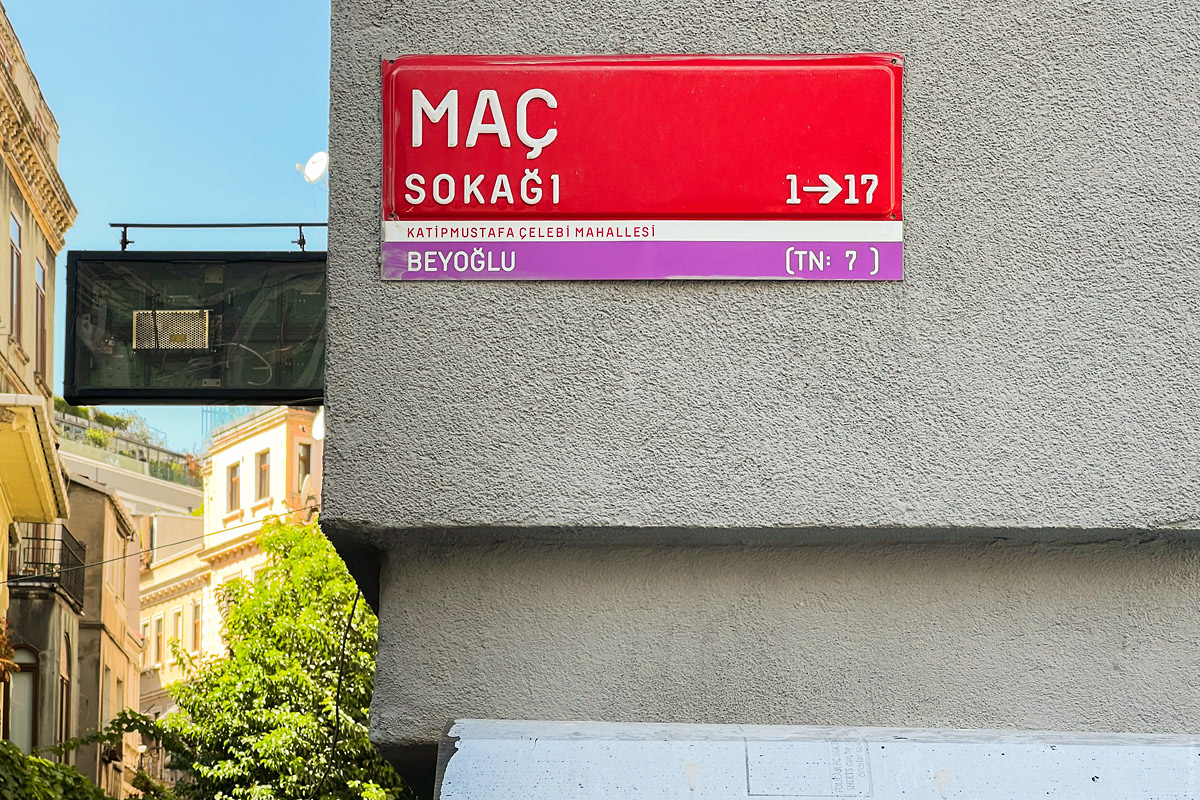 MAÇ
SOKAĞI
1→17
KATİPMUSTAFA ÇELEBİ MAHALLESİ
BEYOĞLU
(TN: 7 )